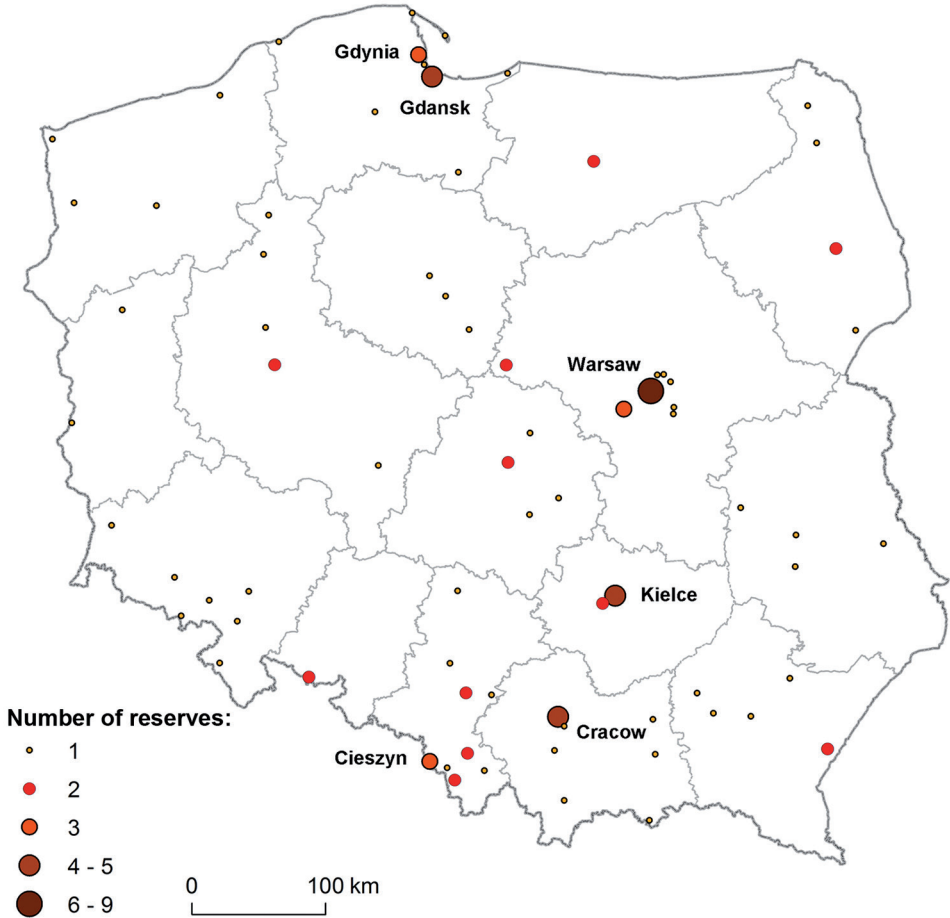 Gdynia
Gdansk
Warsaw
Kielce
Cracow
Cieszyn
Number of reserves:
1
2
3
4 - 5
6 - 9
0 100 km